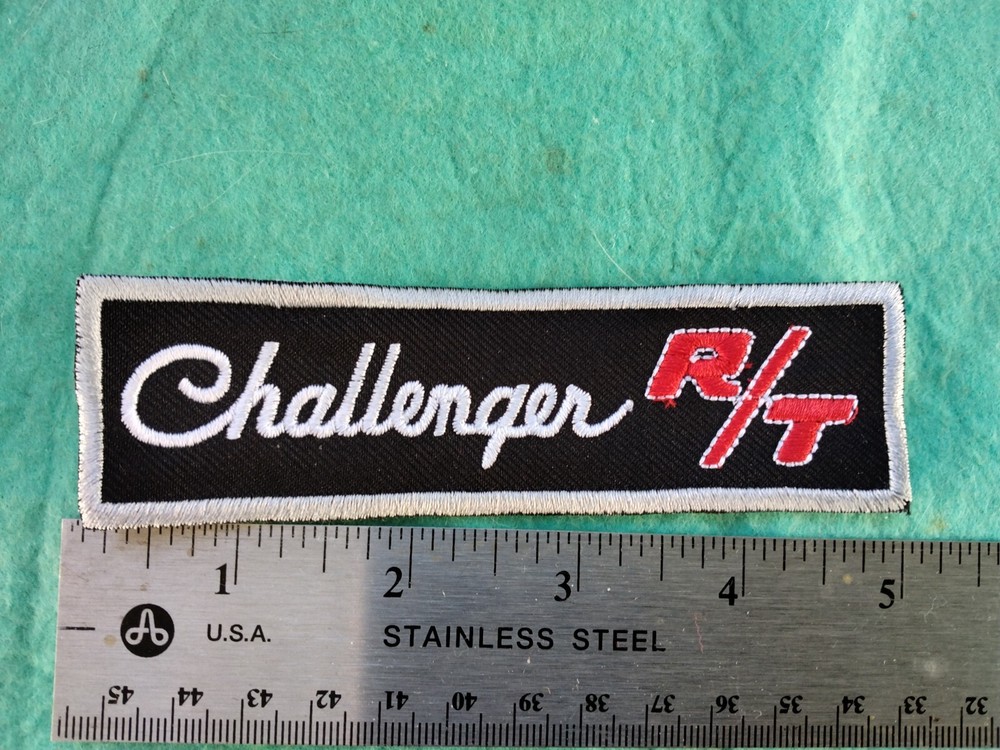 Challenger R/T
1 2 3 4 5
U.S.A. STAINLESS STEEL
45 44 43 42 41 40 39 38 37 36 35 34 33 32